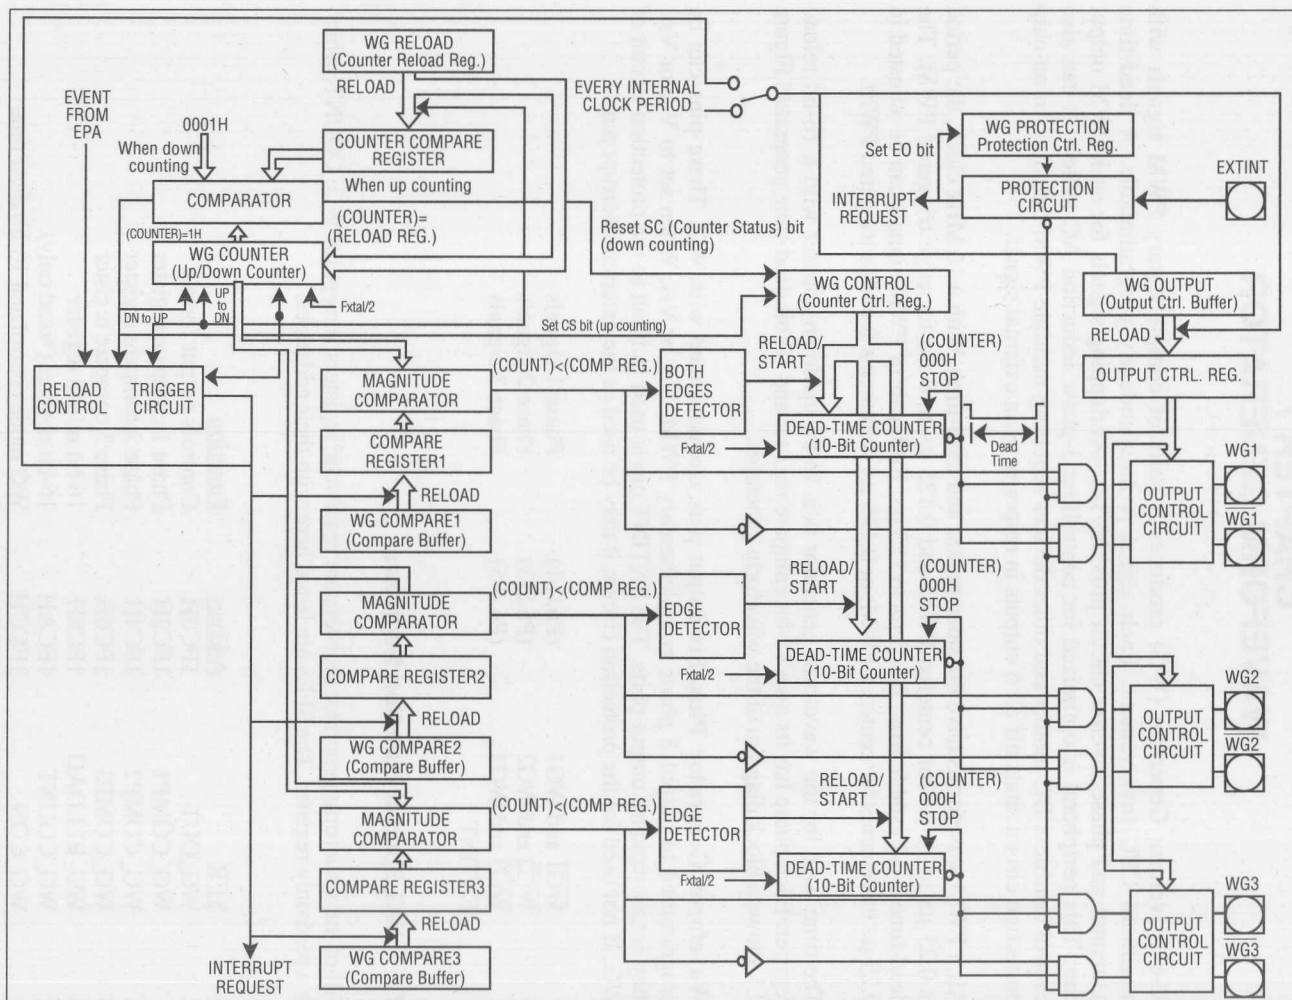 WG RELOAD
(Counter Reload Reg.)
RELOAD
EVENT
FROM
EPA
0001H
When down
counting
COUNTER COMPARE
REGISTER
When up counting
COMPARATOR
(COUNTER)=
(RELOAD REG.)
(COUNTER)=1H
WG COUNTER
(Up/Down Counter)
DN to UP
UP
to
DN
Fxtal/2
RELOAD
CONTROL
TRIGGER
CIRCUIT
EVERY INTERNAL
CLOCK PERIOD
WG PROTECTION
Protection Ctrl. Reg.
Set EO bit
EXTINT
INTERRUPT
REQUEST
PROTECTION
CIRCUIT
Reset SC (Counter Status) bit
(down counting)
WG CONTROL
(Counter Ctrl. Reg.)
Set CS bit (up counting)
WG OUTPUT
(Output Ctrl. Buffer)
RELOAD
OUTPUT CTRL. REG.
MAGNITUDE
COMPARATOR
(COUNT)<(COMP REG.)
BOTH
EDGES
DETECTOR
RELOAD/
START
(COUNTER)
000H
STOP
COMPARE
REGISTER1
Fxtal/2
DEAD-TIME COUNTER
(10-Bit Counter)
Dead
Time
RELOAD
WG COMPARE1
(Compare Buffer)
OUTPUT
CONTROL
CIRCUIT
WG1
WG1
MAGNITUDE
COMPARATOR
(COUNT)<(COMP REG.)
EDGE
DETECTOR
RELOAD/
START
(COUNTER)
000H
STOP
COMPARE REGISTER2
Fxtal/2
DEAD-TIME COUNTER
(10-Bit Counter)
RELOAD
WG COMPARE2
(Compare Buffer)
OUTPUT
CONTROL
CIRCUIT
WG2
WG2
MAGNITUDE
COMPARATOR
(COUNT)<(COMP REG.)
EDGE
DETECTOR
RELOAD/
START
(COUNTER)
000H
STOP
COMPARE REGISTER3
Fxtal/2
DEAD-TIME COUNTER
(10-Bit Counter)
RELOAD
WG COMPARE3
(Compare Buffer)
OUTPUT
CONTROL
CIRCUIT
WG3
WG3
INTERRUPT
REQUEST